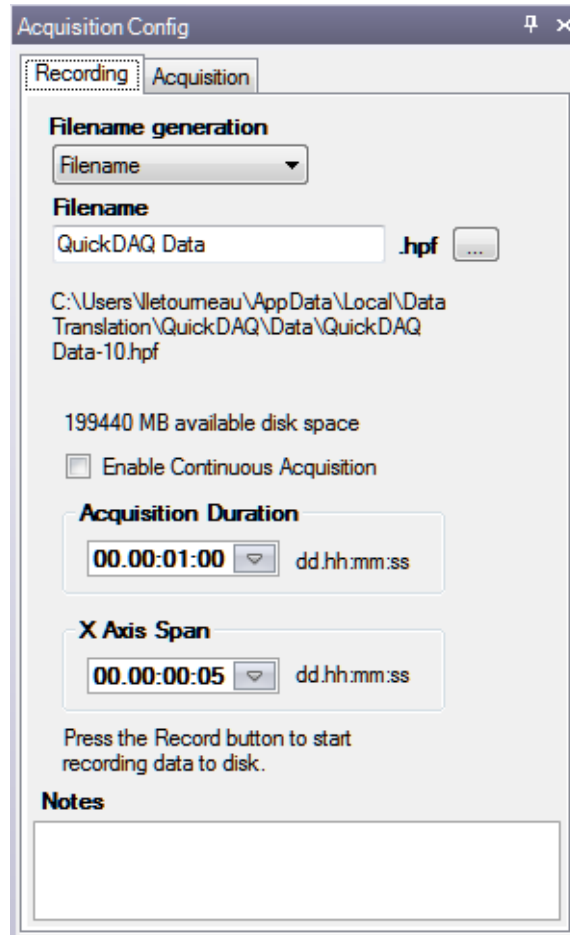 Acquisition Config
Recording Acquisition
Filename generation
Filename
Filename
QuickDAQ Data .hpf ...
C:\Users\lletourneau\AppData\Local\Data
Translation\QuickDAQ\Data\QuickDAQ
Data-10.hpf
199440 MB available disk space
Enable Continuous Acquisition
Acquisition Duration
00.00:01:00 dd.hh:mm:ss
X Axis Span
00.00:00:05 dd.hh:mm:ss
Press the Record button to start
recording data to disk.
Notes